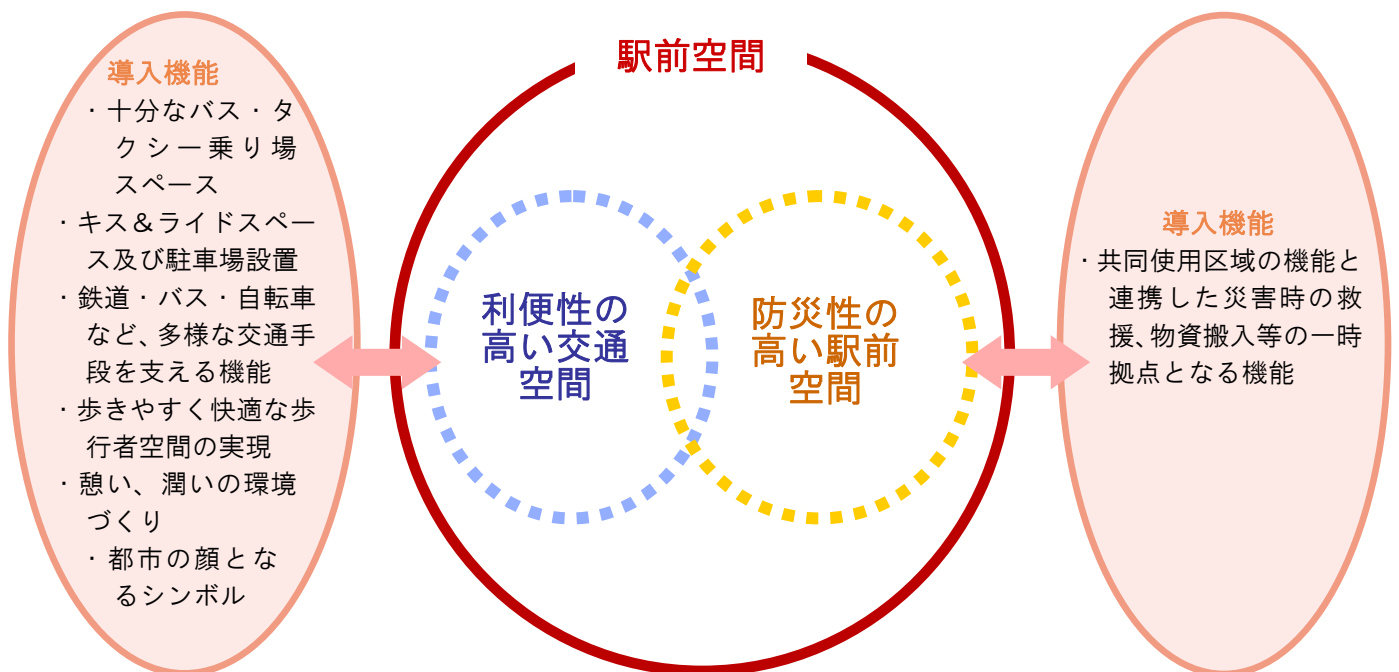 駅前空間
導入機能
・十分なバス・タ
クシー乗り場
スペース
・キス＆ライドスペー
ス及び駐車場設置
・鉄道・バス・自転車
など、多様な交通手
段を支える機能
・歩きやすく快適な歩
行者空間の実現
・憩い、潤いの環境
づくり
・都市の顔とな
るシンボル
利便性の
高い交通
空間
防災性の
高い駅前
空間
導入機能
・共同使用区域の機能と
連携した災害時の救
援、物資搬入等の一時
拠点となる機能